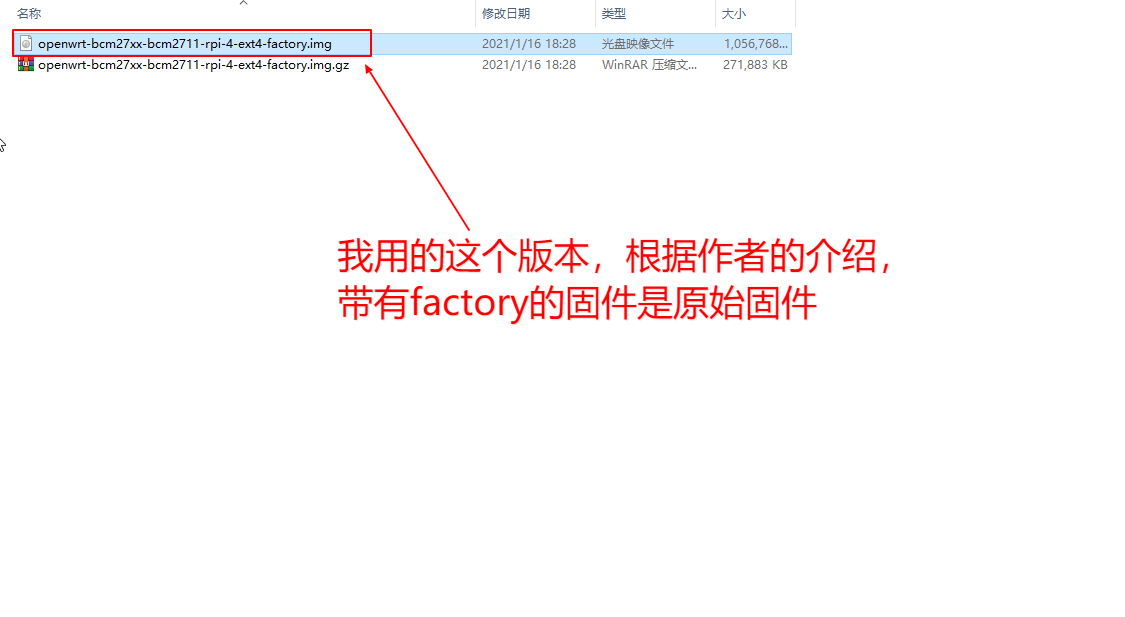 名称 修改日期 类型 大小
openwrt-bcm27xx-bcm2711-rpi-4-ext4-factory.img 2021/1/16 18:28 光盘映像文件 1,056,768...
openwrt-bcm27xx-bcm2711-rpi-4-ext4-factory.img.gz 2021/1/16 18:28 WinRAR 压缩文... 271,883 KB
我用的这个版本，根据作者的介绍，
带有factory的固件是原始固件